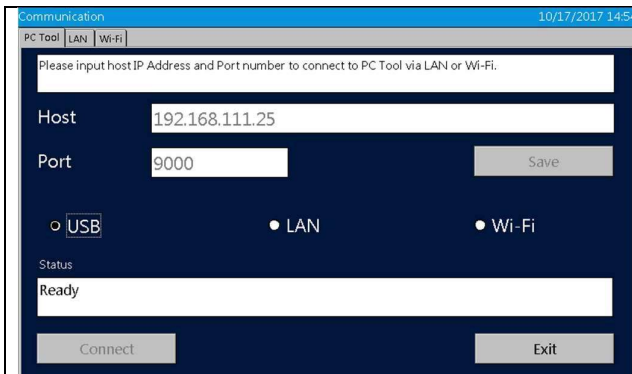 Communication 10/17/2017 14:54
PC Tool LAN Wi-Fi
Please input host IP Address and Port number to connect to PC Tool via LAN or Wi-Fi.
Host 192.168.111.25
Port 9000 Save
USB LAN Wi-Fi
Status
Ready
Connect Exit